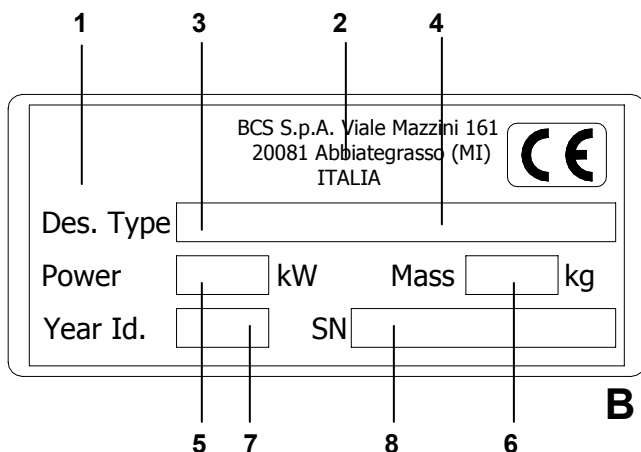 1 3 2 4
BCS S.p.A. Viale Mazzini 161
20081 Abbiategrasso (MI)
ITALIA
CE
Des. Type
Power kW Mass kg
Year Id. SN
B
5 7 8 6